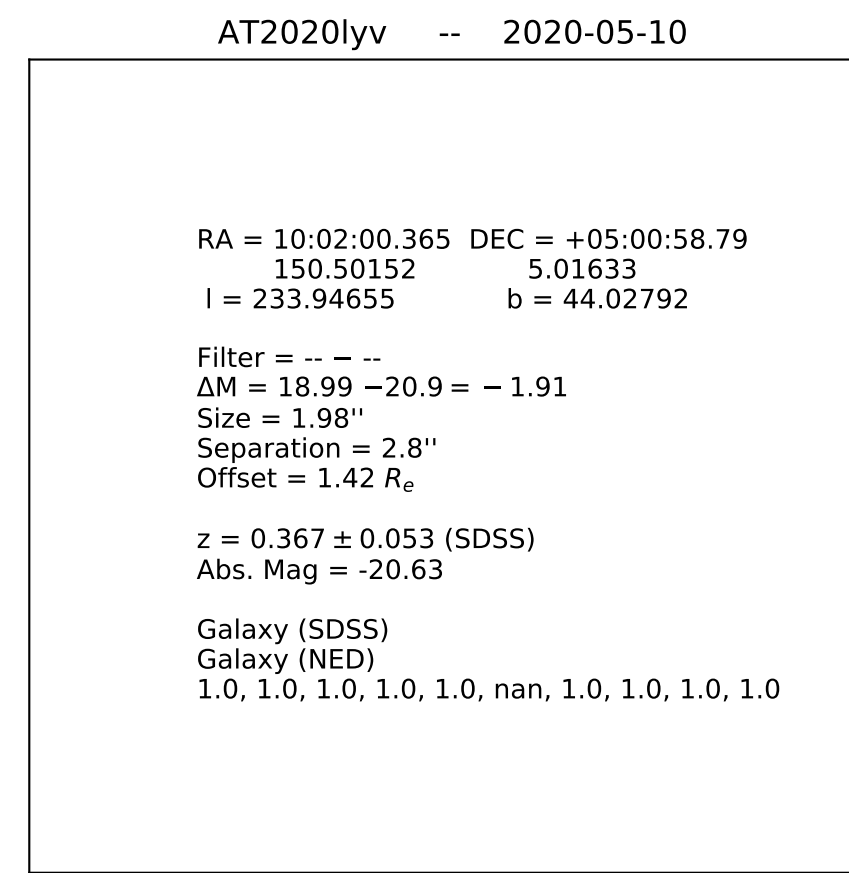 AT2020lyv -- 2020-05-10
RA = 10:02:00.365 DEC = +05:00:58.79
150.50152 5.01633
l = 233.94655 b = 44.02792
Filter = -- − --
ΔM = 18.99 −20.9 = − 1.91
Size = 1.98''
Separation = 2.8''
Offset = 1.42 Rₑ
z = 0.367 ± 0.053 (SDSS)
Abs. Mag = -20.63
Galaxy (SDSS)
Galaxy (NED)
1.0, 1.0, 1.0, 1.0, 1.0, nan, 1.0, 1.0, 1.0, 1.0